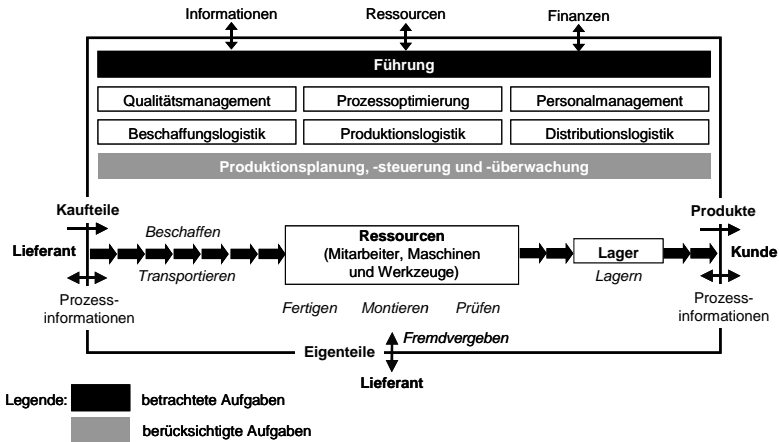 Informationen
Ressourcen
Finanzen
Führung
Qualitätsmanagement
Prozessoptimierung
Personalmanagement
Beschaffungslogistik
Produktionslogistik
Distributionslogistik
Produktionsplanung, -steuerung und -überwachung
Kaufteile
Produkte
Beschaffen
Ressourcen
(Mitarbeiter, Maschinen
und Werkzeuge)
Lieferant
Lager
Kunde
Transportieren
Lagern
Prozess-
informationen
Prozess-
informationen
Fertigen
Montieren
Prüfen
Fremdvergeben
Eigenteile
Lieferant
Legende:
betrachtete Aufgaben
berücksichtigte Aufgaben